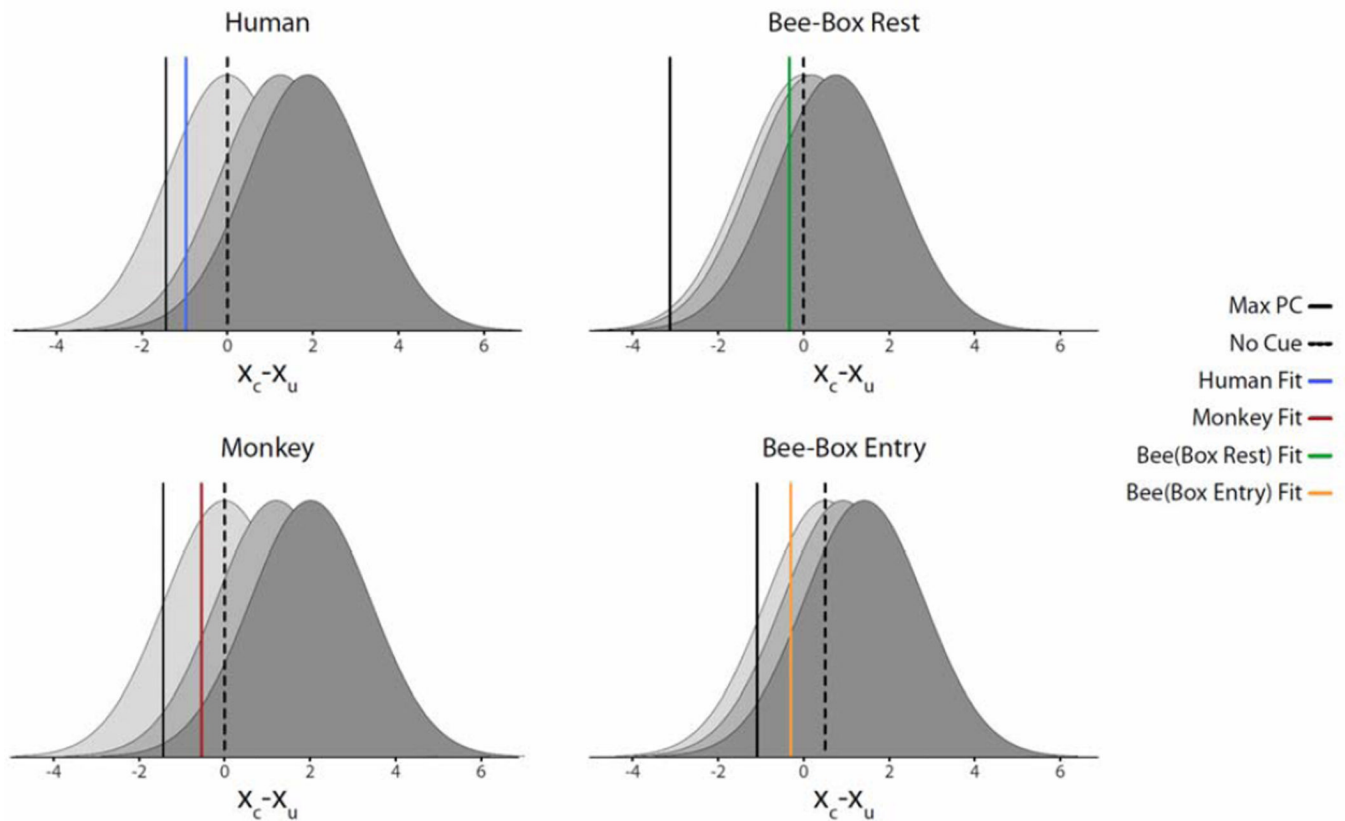 Human
-4 -2 0 2 4 6
Xc-Xu
Bee-Box Rest
-4 -2 0 2 4 6
Xc-Xu
Monkey
-4 -2 0 2 4 6
Xc-Xu
Bee-Box Entry
-4 -2 0 2 4 6
Xc-Xu
Max PC
No Cue
Human Fit
Monkey Fit
Bee(Box Rest) Fit
Bee(Box Entry) Fit